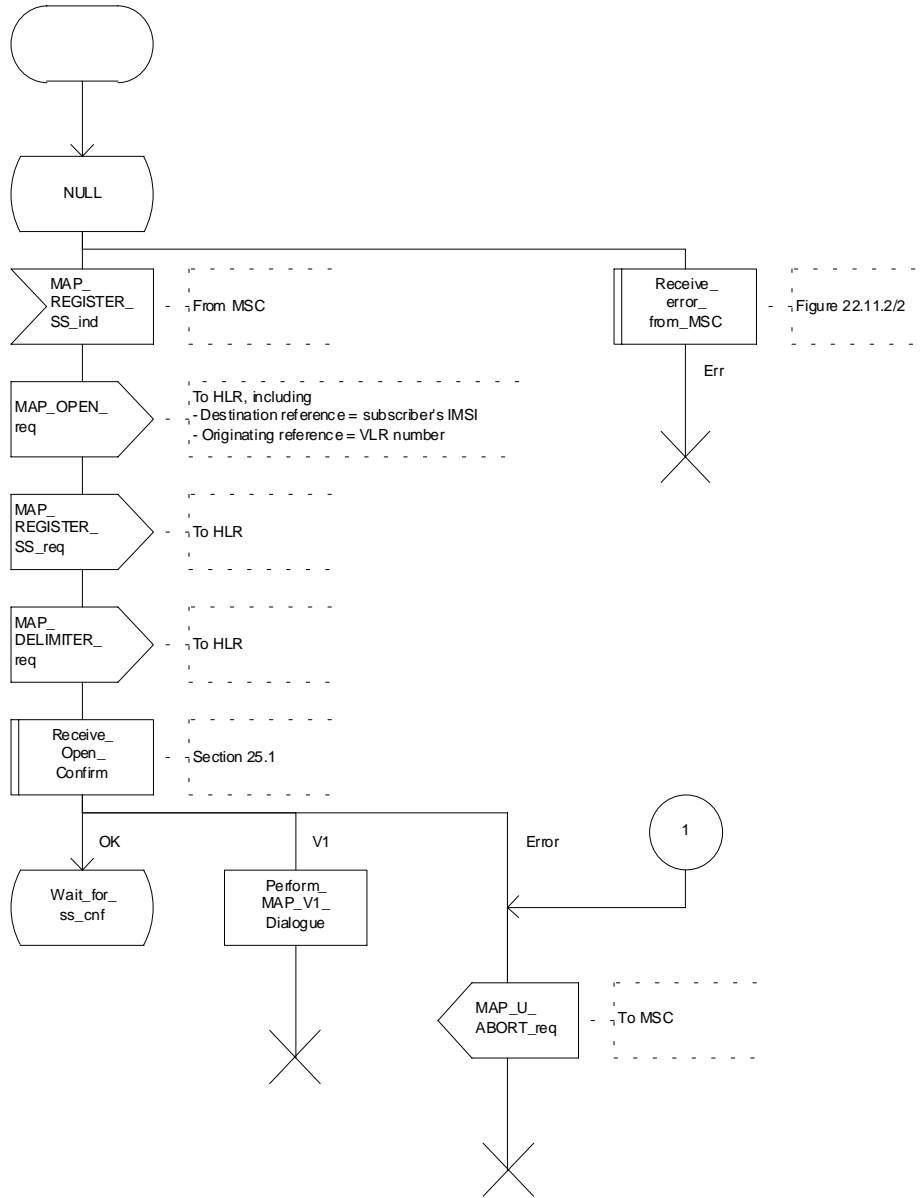 NULL
MAP_
REGISTER_
SS_ind
From MSC
Receive_
error_
from_MSC
Figure 22.11.2/2
Err
MAP_OPEN_
req
To HLR, including
- Destination reference = subscriber's IMSI
- Originating reference = VLR number
MAP_
REGISTER_
SS_req
To HLR
MAP_
DELIMITER_
req
To HLR
Receive_
Open_
Confirm
Section 25.1
OK
V1
Error
1
Wait_for_
ss_cnf
Perform_
MAP_V1_
Dialogue
MAP_U_
ABORT_req
To MSC